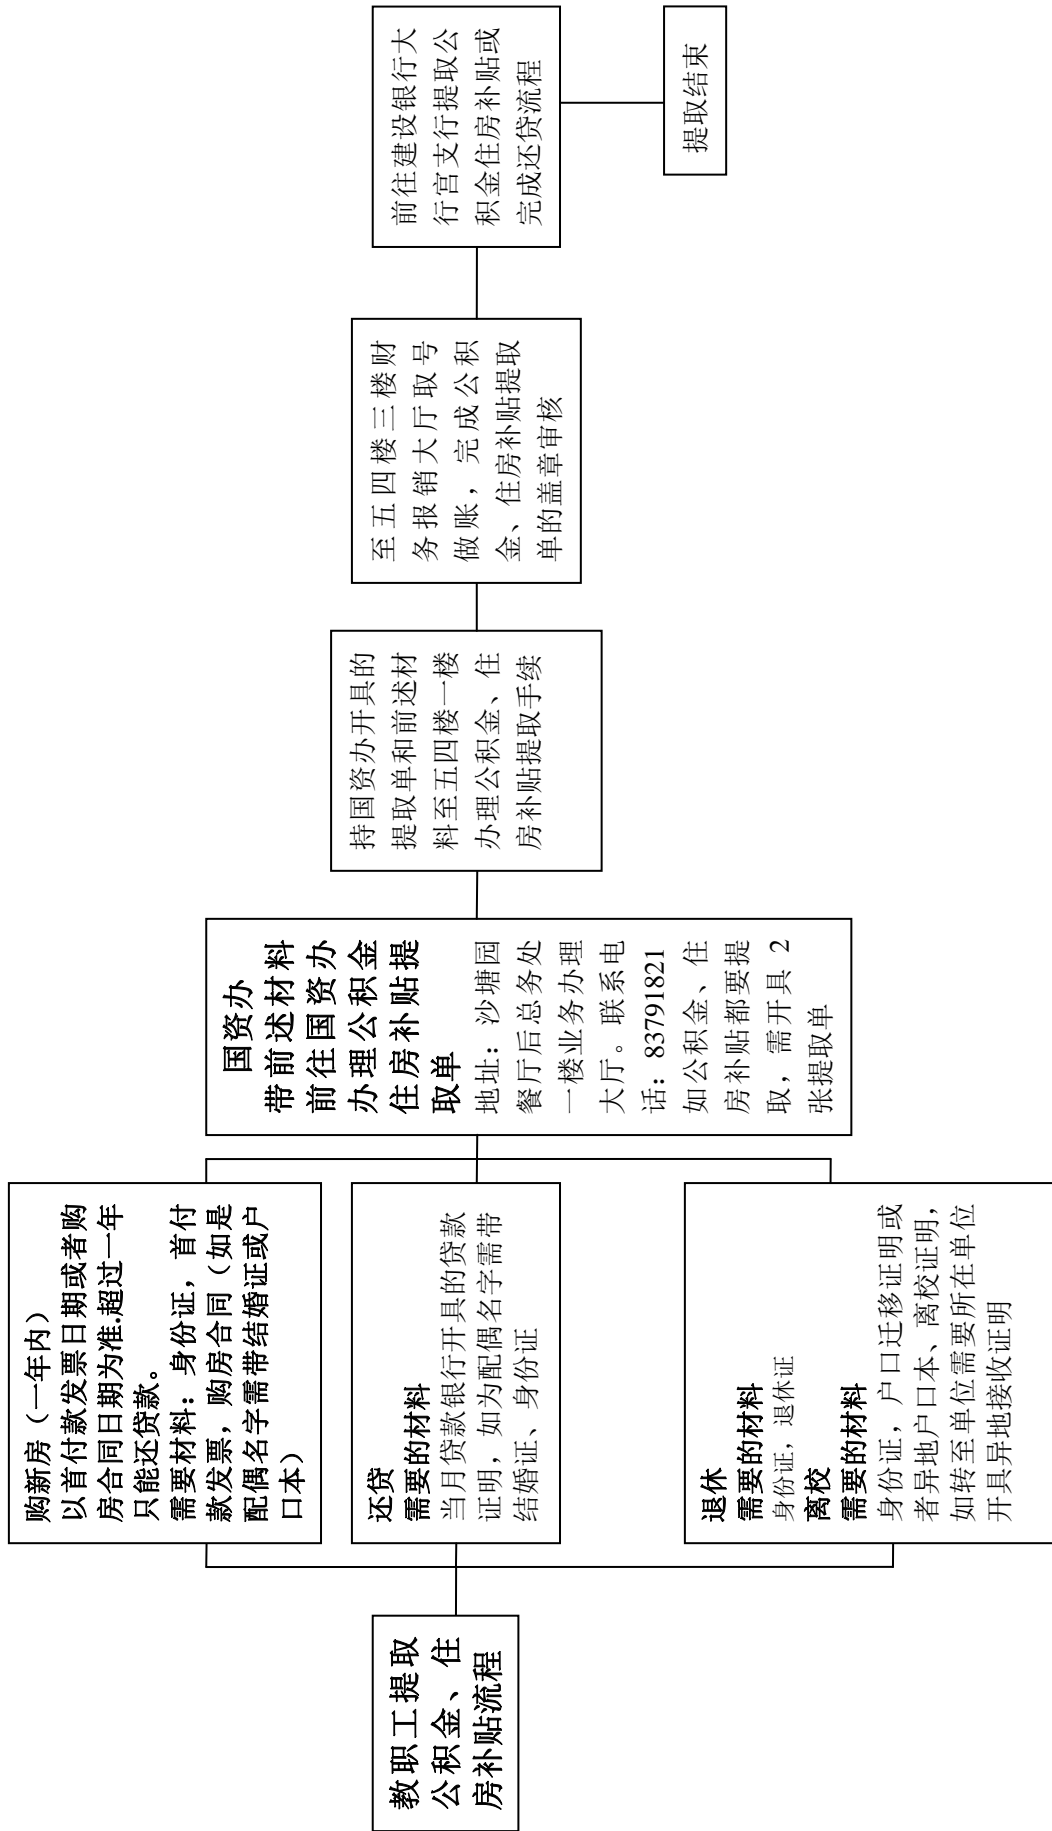 教职工提取
公积金、住
房补贴流程
购新房（一年内）
以首付款发票日期或者购
房合同日期为准.超过一年
只能还贷款。
需要材料：身份证，首付
款发票，购房合同（如是
配偶名字需带结婚证或户
口本）
还贷
需要的材料
当月贷款银行开具的贷款
证明，如为配偶名字需带
结婚证、身份证
退休
需要的材料
身份证，退休证
离校
需要的材料
身份证，户口迁移证明或
者异地户口本、离校证明，
如转至单位需要所在单位
开具异地接收证明
国资办
带前述材料
前往国资办
办理公积金
住房补贴提
取单
地址：沙塘园
餐厅后总务处
一楼业务办理
大厅。联系电
话：83791821
如公积金、住
房补贴都要提
取，需开具 2
张提取单
持国资办开具的
提取单和前述材
料至五四楼一楼
办理公积金、住
房补贴提取手续
至五四楼三楼财
务报销大厅取号
做账，完成公积
金、住房补贴提取
单的盖章审核
前往建设银行大
行宫支行提取公
积金住房补贴或
完成还贷流程
提取结束